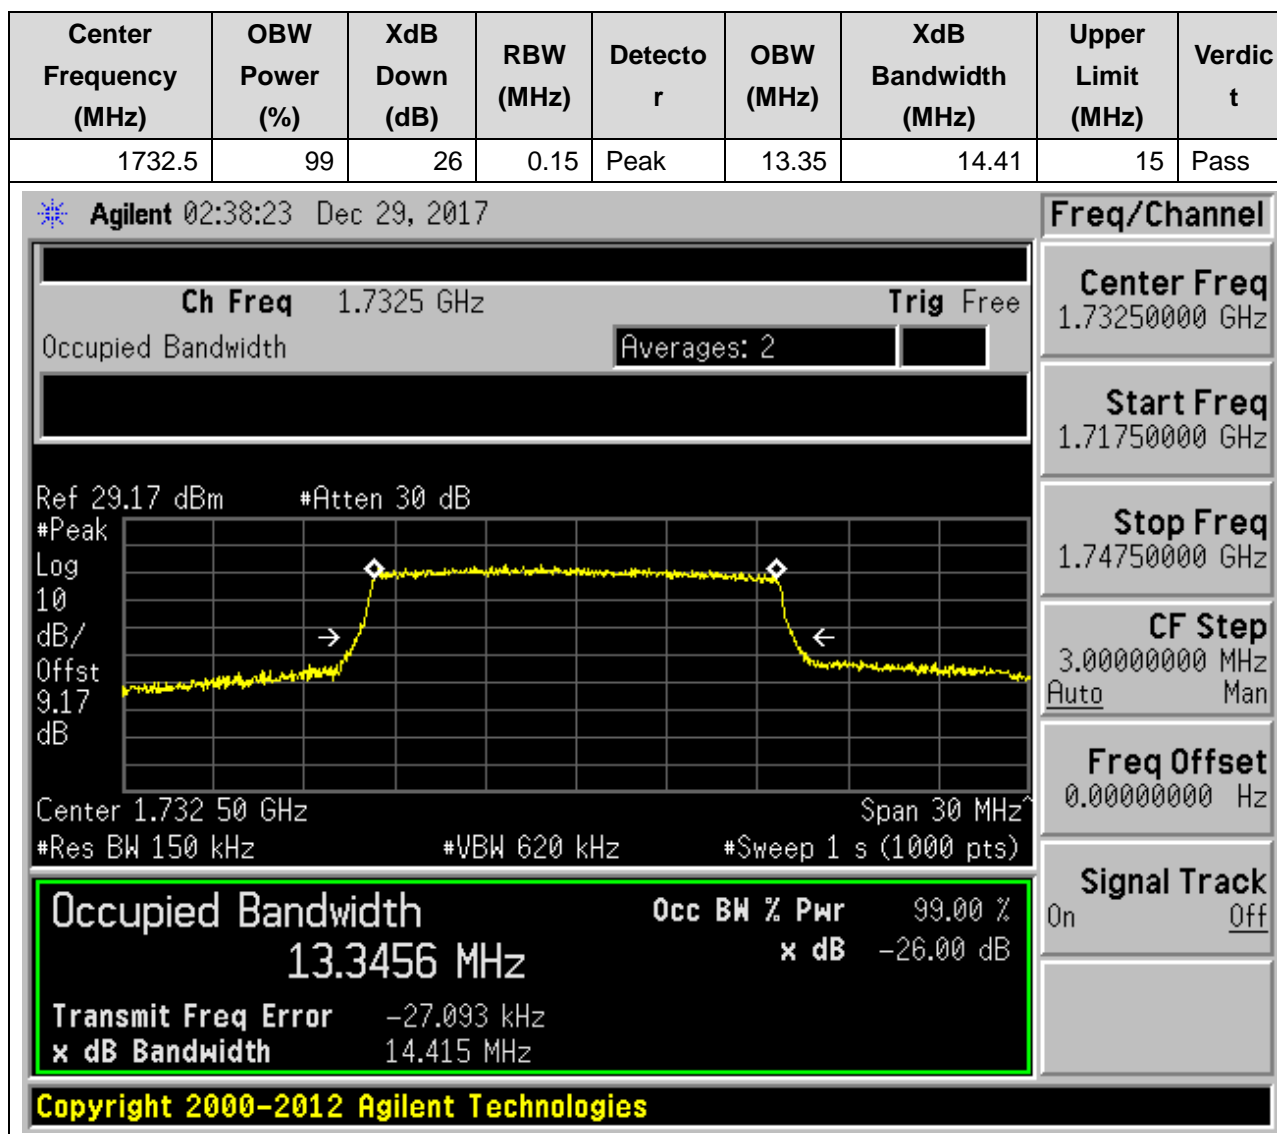 Center Frequency (MHz) OBW Power (%) XdB Down (dB) RBW (MHz) Detecto r OBW (MHz) XdB Bandwidth (MHz) Upper Limit (MHz) Verdic t
1732.5 99 26 0.15 Peak 13.35 14.41 15 Pass
Agilent 02:38:23 Dec 29, 2017
Freq/Channel
Ch Freq 1.7325 GHz Trig Free
Occupied Bandwidth Averages: 2
Center Freq
1.73250000 GHz
Start Freq
1.71750000 GHz
Stop Freq
1.74750000 GHz
CF Step
3.00000000 MHz
Auto Man
Freq Offset
0.00000000 Hz
Signal Track
On Off
Ref 29.17 dBm #Atten 30 dB
#Peak
Log
10
dB/
Offst
9.17
dB
Center 1.732 50 GHz Span 30 MHz^
#Res BW 150 kHz #VBW 620 kHz #Sweep 1 s (1000 pts)
Occupied Bandwidth Occ BW % Pwr 99.00 %
13.3456 MHz x dB -26.00 dB
Transmit Freq Error -27.093 kHz
x dB Bandwidth 14.415 MHz
Copyright 2000-2012 Agilent Technologies